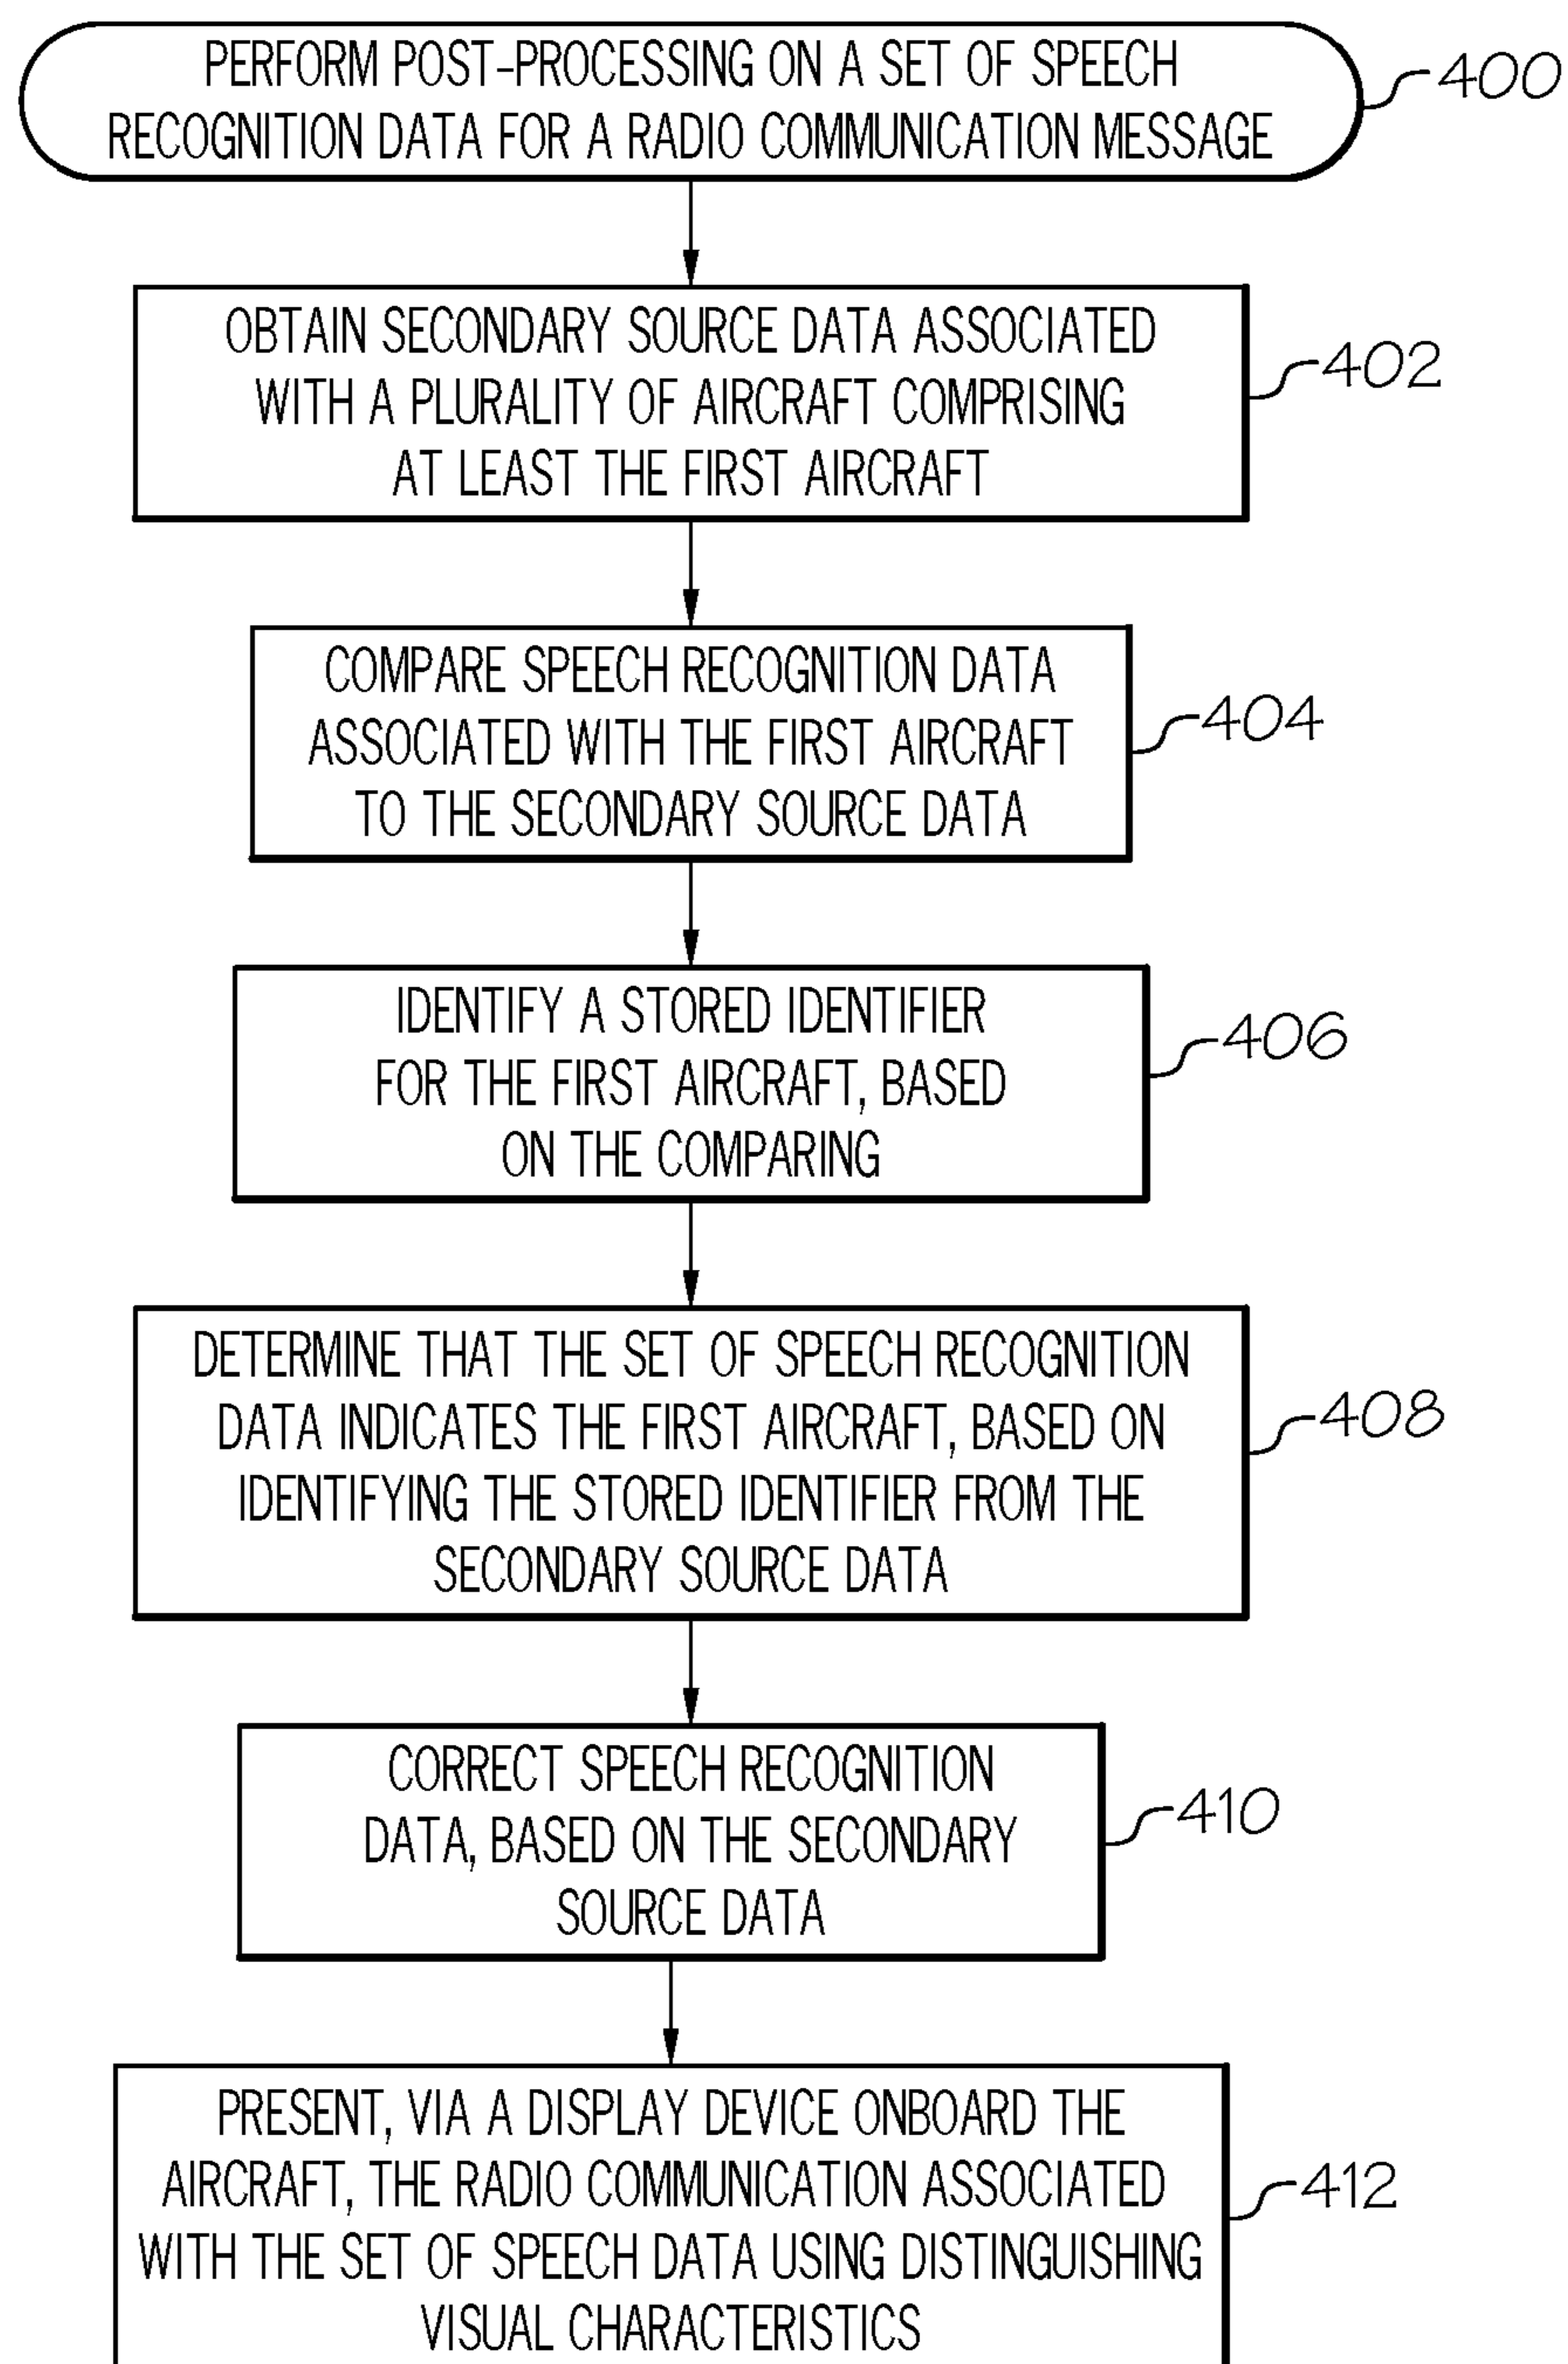 PERFORM POST-PROCESSING ON A SET OF SPEECH
RECOGNITION DATA FOR A RADIO COMMUNICATION MESSAGE
400
OBTAIN SECONDARY SOURCE DATA ASSOCIATED
WITH A PLURALITY OF AIRCRAFT COMPRISING
AT LEAST THE FIRST AIRCRAFT
402
COMPARE SPEECH RECOGNITION DATA
ASSOCIATED WITH THE FIRST AIRCRAFT
TO THE SECONDARY SOURCE DATA
404
IDENTIFY A STORED IDENTIFIER
FOR THE FIRST AIRCRAFT, BASED
ON THE COMPARING
406
DETERMINE THAT THE SET OF SPEECH RECOGNITION
DATA INDICATES THE FIRST AIRCRAFT, BASED ON
IDENTIFYING THE STORED IDENTIFIER FROM THE
SECONDARY SOURCE DATA
408
CORRECT SPEECH RECOGNITION
DATA, BASED ON THE SECONDARY
SOURCE DATA
410
PRESENT, VIA A DISPLAY DEVICE ONBOARD THE
AIRCRAFT, THE RADIO COMMUNICATION ASSOCIATED
WITH THE SET OF SPEECH DATA USING DISTINGUISHING
VISUAL CHARACTERISTICS
412